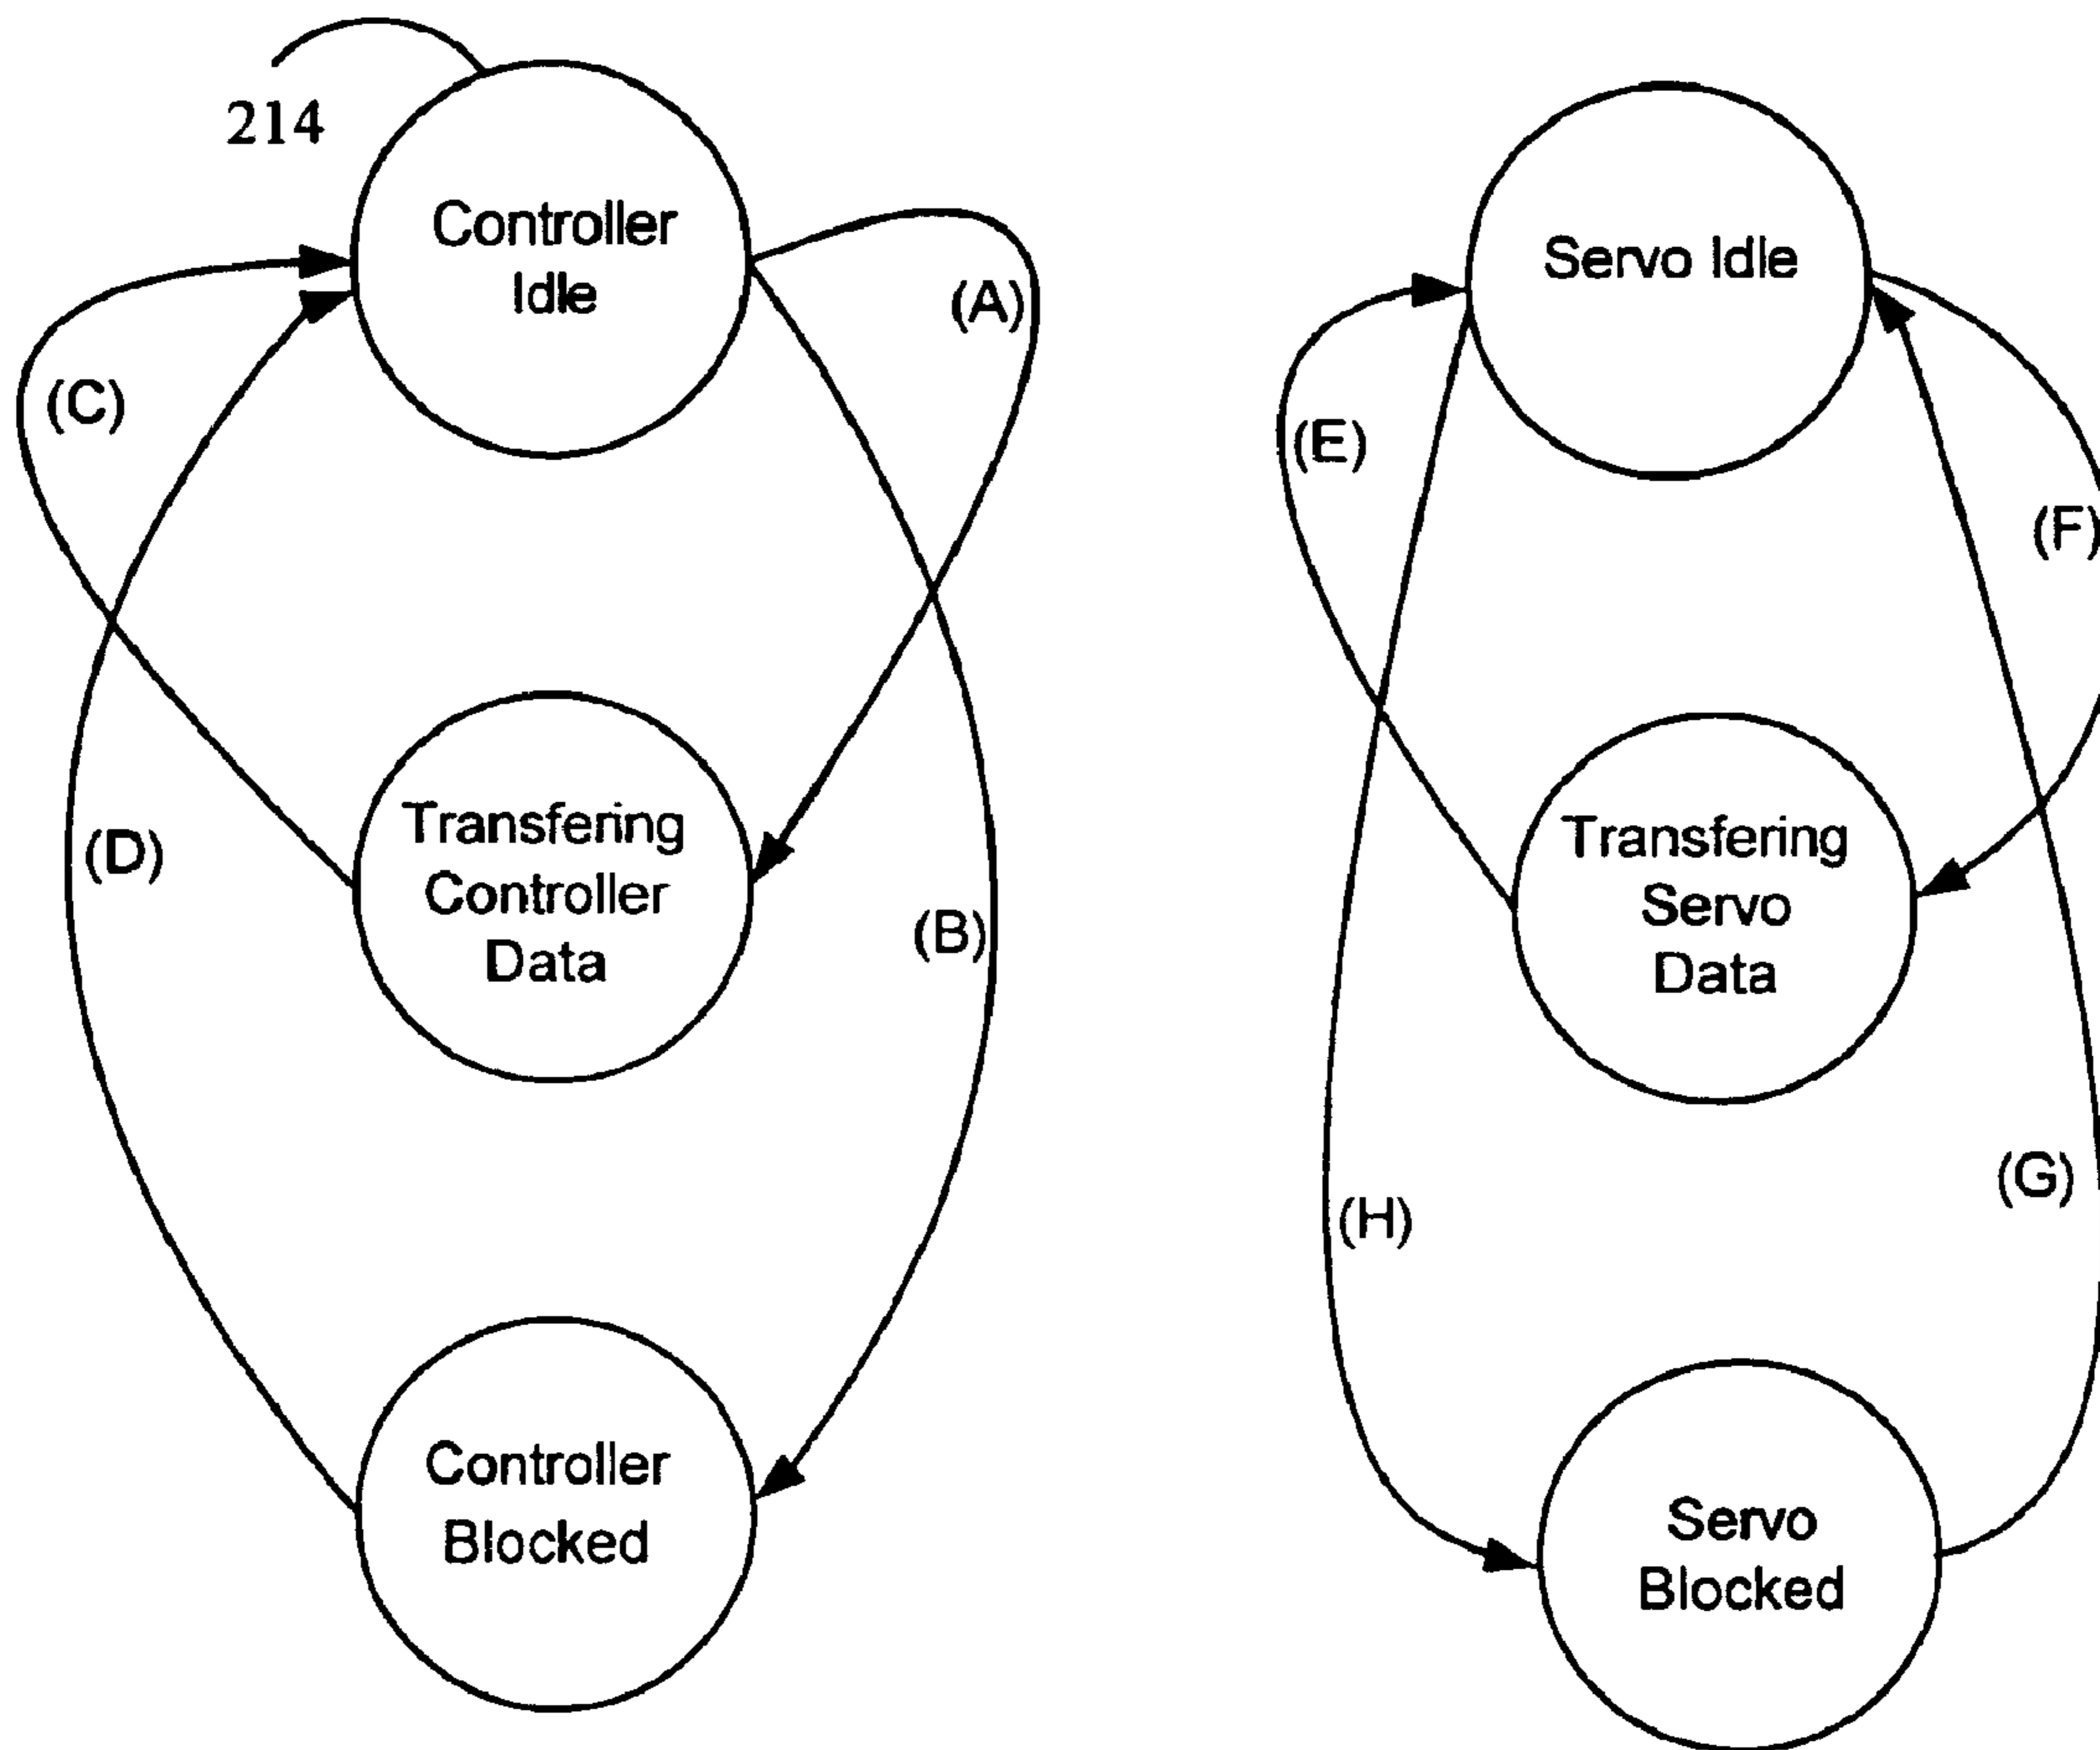 214
Controller
Idle
(A)
(C)
(D)
Transfering
Controller
Data
(B)
Controller
Blocked
Servo Idle
(E)
(F)
Transfering
Servo
Data
(H)
(G)
Servo
Blocked